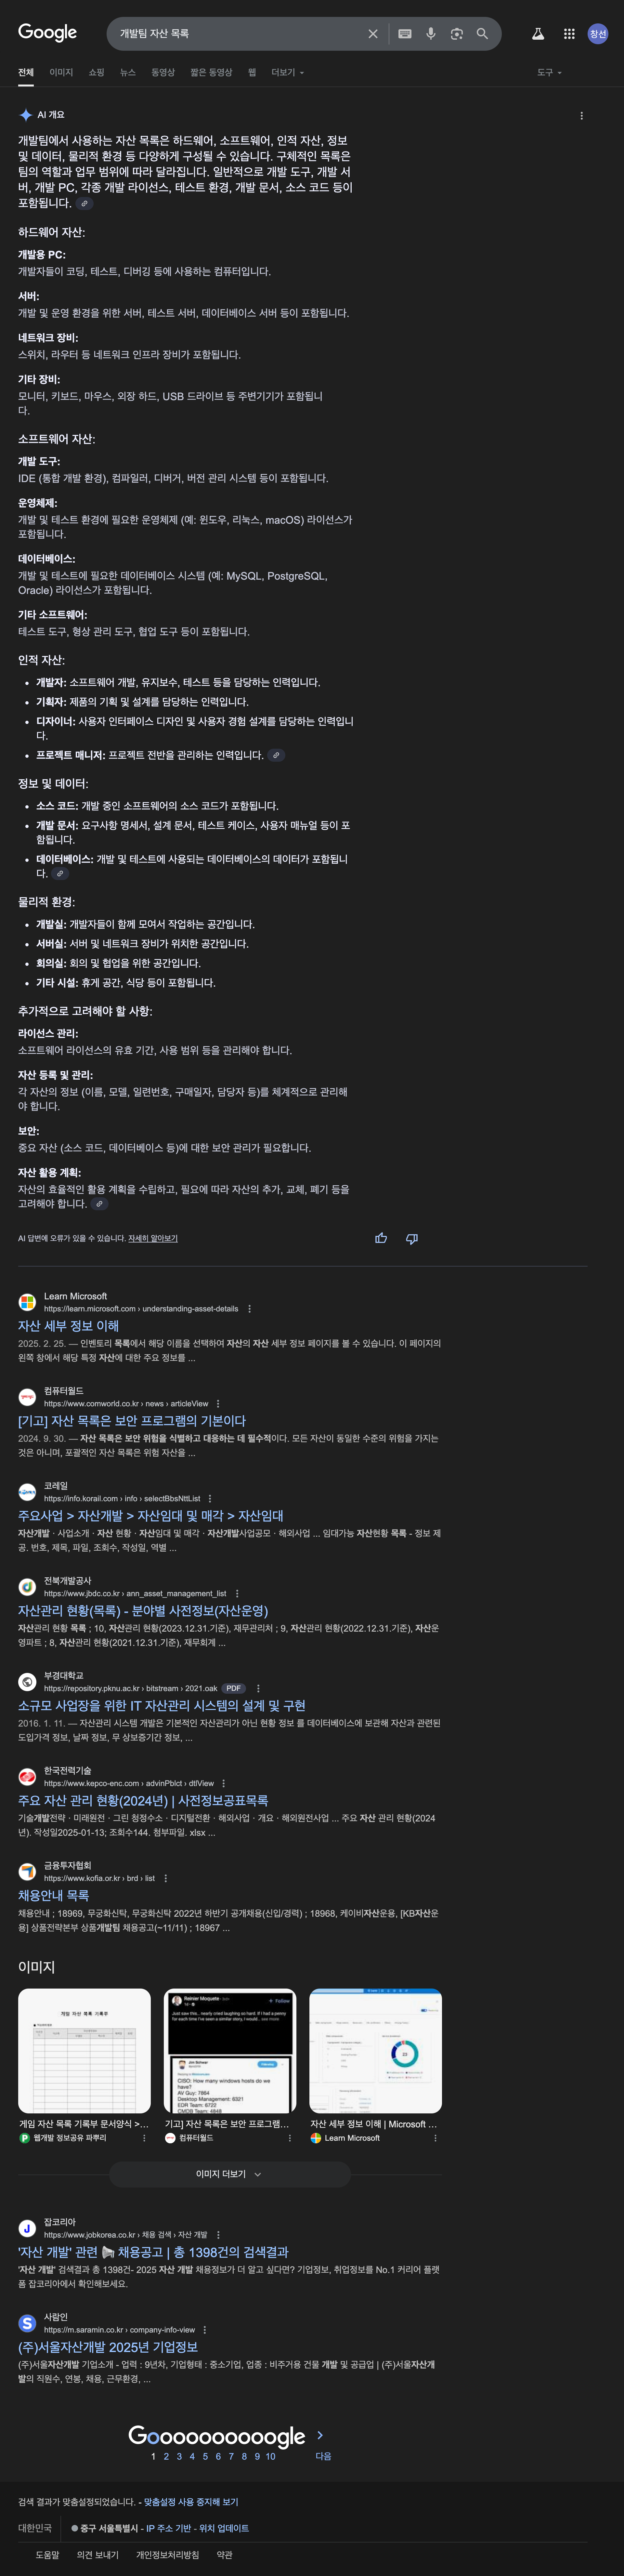 Google
개발팀 자산 목록
창선
전체 이미지 쇼핑 뉴스 동영상 짧은 동영상 웹 더보기 도구
AI 개요
개발팀에서 사용하는 자산 목록은 하드웨어, 소프트웨어, 인적 자산, 정보
및 데이터, 물리적 환경 등 다양하게 구성될 수 있습니다. 구체적인 목록은
팀의 역할과 업무 범위에 따라 달라집니다. 일반적으로 개발 도구, 개발 서
버, 개발 PC, 각종 개발 라이선스, 테스트 환경, 개발 문서, 소스 코드 등이
포함됩니다.
하드웨어 자산:
개발용 PC:
개발자들이 코딩, 테스트, 디버깅 등에 사용하는 컴퓨터입니다.
서버:
개발 및 운영 환경을 위한 서버, 테스트 서버, 데이터베이스 서버 등이 포함됩니다.
네트워크 장비:
스위치, 라우터 등 네트워크 인프라 장비가 포함됩니다.
기타 장비:
모니터, 키보드, 마우스, 외장 하드, USB 드라이브 등 주변기기가 포함됩니
다.
소프트웨어 자산:
개발 도구:
IDE (통합 개발 환경), 컴파일러, 디버거, 버전 관리 시스템 등이 포함됩니다.
운영체제:
개발 및 테스트 환경에 필요한 운영체제 (예: 윈도우, 리눅스, macOS) 라이선스가
포함됩니다.
데이터베이스:
개발 및 테스트에 필요한 데이터베이스 시스템 (예: MySQL, PostgreSQL,
Oracle) 라이선스가 포함됩니다.
기타 소프트웨어:
테스트 도구, 형상 관리 도구, 협업 도구 등이 포함됩니다.
인적 자산:
• 개발자: 소프트웨어 개발, 유지보수, 테스트 등을 담당하는 인력입니다.
• 기획자: 제품의 기획 및 설계를 담당하는 인력입니다.
• 디자이너: 사용자 인터페이스 디자인 및 사용자 경험 설계를 담당하는 인력입니
다.
• 프로젝트 매니저: 프로젝트 전반을 관리하는 인력입니다.
정보 및 데이터:
• 소스 코드: 개발 중인 소프트웨어의 소스 코드가 포함됩니다.
• 개발 문서: 요구사항 명세서, 설계 문서, 테스트 케이스, 사용자 매뉴얼 등이 포
함됩니다.
• 데이터베이스: 개발 및 테스트에 사용되는 데이터베이스의 데이터가 포함됩니
다.
물리적 환경:
• 개발실: 개발자들이 함께 모여서 작업하는 공간입니다.
• 서버실: 서버 및 네트워크 장비가 위치한 공간입니다.
• 회의실: 회의 및 협업을 위한 공간입니다.
• 기타 시설: 휴게 공간, 식당 등이 포함됩니다.
추가적으로 고려해야 할 사항:
라이선스 관리:
소프트웨어 라이선스의 유효 기간, 사용 범위 등을 관리해야 합니다.
자산 등록 및 관리:
각 자산의 정보 (이름, 모델, 일련번호, 구매일자, 담당자 등)를 체계적으로 관리해
야 합니다.
보안:
중요 자산 (소스 코드, 데이터베이스 등)에 대한 보안 관리가 필요합니다.
자산 활용 계획:
자산의 효율적인 활용 계획을 수립하고, 필요에 따라 자산의 추가, 교체, 폐기 등을
고려해야 합니다.
AI 답변에 오류가 있을 수 있습니다. 자세히 알아보기
Learn Microsoft
https://learn.microsoft.com › understanding-asset-details
자산 세부 정보 이해
2025. 2. 25. — 인벤토리 목록에서 해당 이름을 선택하여 자산의 자산 세부 정보 페이지를 볼 수 있습니다. 이 페이지의
왼쪽 창에서 해당 특정 자산에 대한 주요 정보를 ...
컴퓨터월드
https://www.comworld.co.kr › news › articleView
[기고] 자산 목록은 보안 프로그램의 기본이다
2024. 9. 30. — 자산 목록은 보안 위험을 식별하고 대응하는 데 필수적이다. 모든 자산이 동일한 수준의 위험을 가지는
것은 아니며, 포괄적인 자산 목록은 위험 자산을 ...
코레일
https://info.korail.com › info › selectBbsNttList
주요사업 > 자산개발 > 자산임대 및 매각 > 자산임대
자산개발 · 사업소개 · 자산 현황 · 자산임대 및 매각 · 자산개발사업공모 · 해외사업 ... 임대가능 자산현황 목록 - 정보 제
공. 번호, 제목, 파일, 조회수, 작성일, 역별 ...
전북개발공사
https://www.jbdc.co.kr › ann_asset_management_list
자산관리 현황(목록) - 분야별 사전정보(자산운영)
자산관리 현황 목록 ; 10, 자산관리 현황(2023.12.31.기준), 재무관리처 ; 9, 자산관리 현황(2022.12.31.기준), 자산운
영파트 ; 8, 자산관리 현황(2021.12.31.기준), 재무회계 ...
부경대학교
https://repository.pknu.ac.kr › bitstream › 2021.oak PDF
소규모 사업장을 위한 IT 자산관리 시스템의 설계 및 구현
2016. 1. 11. — 자산관리 시스템 개발은 기본적인 자산관리가 아닌 현황 정보 를 데이터베이스에 보관해 자산과 관련된
도입가격 정보, 날짜 정보, 무 상보증기간 정보, ...
한국전력기술
https://www.kepco-enc.com › advinPblct › dtlView
주요 자산 관리 현황(2024년) | 사전정보공표목록
기술개발전략 · 미래원전 · 그린 청정수소 · 디지털전환 · 해외사업 · 개요 · 해외원전사업 ... 주요 자산 관리 현황(2024
년). 작성일2025-01-13; 조회수144. 첨부파일. xlsx ...
금융투자협회
https://www.kofia.or.kr › brd › list
채용안내 목록
채용안내 ; 18969, 무궁화신탁, 무궁화신탁 2022년 하반기 공개채용(신입/경력) ; 18968, 케이비자산운용, [KB자산운
용] 상품전략본부 상품개발팀 채용공고(~11/11) ; 18967 ...
이미지
게임 자산 목록 기록부
Reinier Moquete
Follow
Just saw this... nearly cried laughing so hard! If I had a penny
for each time I've seen a similar story, I would... see more
Jim Schwar
CISO: How many windows hosts do we
have?
AV Guy: 7864
Desktop Management: 6321
EDR Team: 6722
CMDB Team: 4848
게임 자산 목록 기록부 문서양식 >...
웹개발 정보공유 파뿌리
기고] 자산 목록은 보안 프로그램...
컴퓨터월드
자산 세부 정보 이해 | Microsoft ...
Learn Microsoft
이미지 더보기
잡코리아
https://www.jobkorea.co.kr › 채용 검색 › 자산 개발
'자산 개발' 관련 채용공고 | 총 1398건의 검색결과
'자산 개발' 검색결과 총 1398건- 2025 자산 개발 채용정보가 더 알고 싶다면? 기업정보, 취업정보를 No.1 커리어 플랫
폼 잡코리아에서 확인해보세요.
사람인
https://m.saramin.co.kr › company-info-view
(주)서울자산개발 2025년 기업정보
(주)서울자산개발 기업소개 - 업력 : 9년차, 기업형태 : 중소기업, 업종 : 비주거용 건물 개발 및 공급업 | (주)서울자산개
발의 직원수, 연봉, 채용, 근무환경, ...
Goooooooooogle
1 2 3 4 5 6 7 8 9 10 다음
검색 결과가 맞춤설정되었습니다. - 맞춤설정 사용 중지해 보기
대한민국 중구 서울특별시 - IP 주소 기반 - 위치 업데이트
도움말 의견 보내기 개인정보처리방침 약관